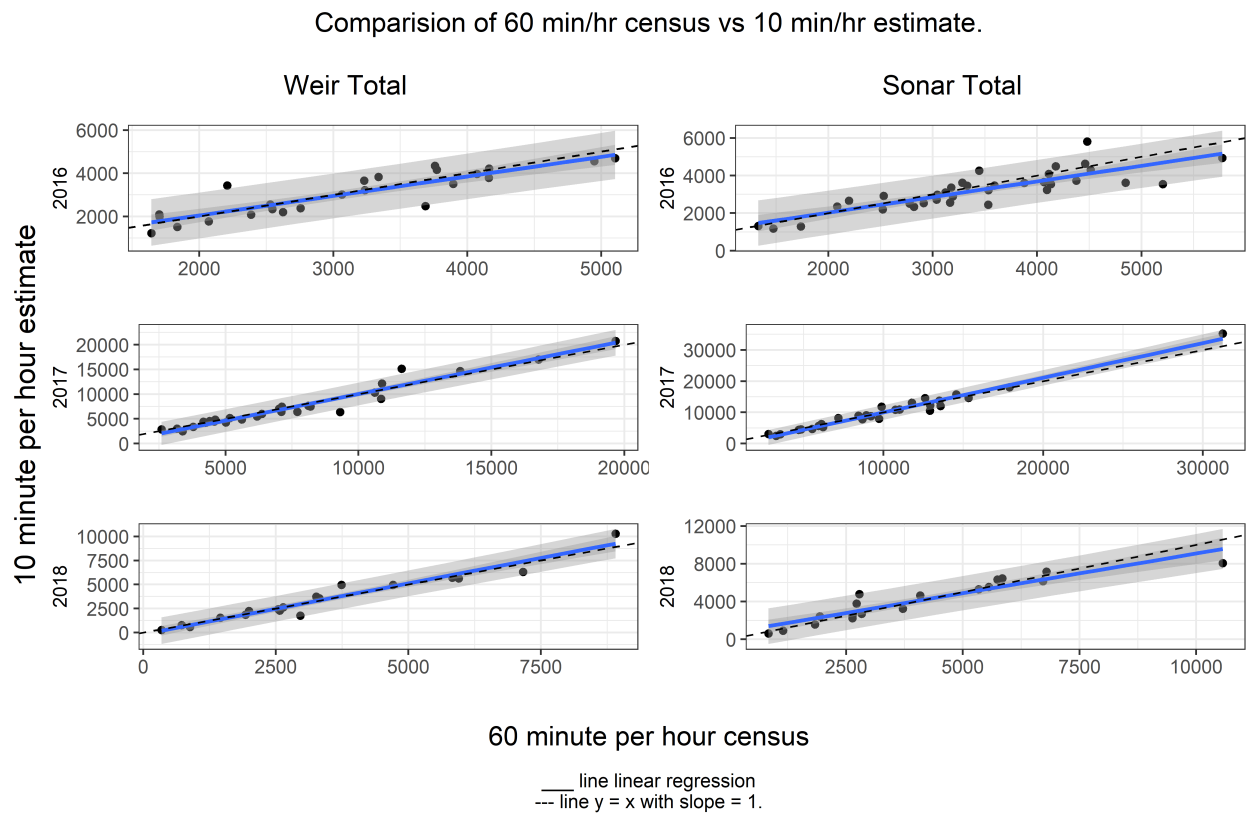 Comparision of 60 min/hr census vs 10 min/hr estimate.
Weir Total
Sonar Total
10 minute per hour estimate
2016
6000
4000
2000
2000 3000 4000 5000
2016
6000
4000
2000
0
2000 3000 4000 5000
2017
20000
15000
10000
5000
0
5000 10000 15000 20000
2017
30000
20000
10000
0
10000 20000 30000
2018
10000
7500
5000
2500
0
0 2500 5000 7500
2018
12000
8000
4000
0
2500 5000 7500 10000
60 minute per hour census
___ line linear regression
--- line y = x with slope = 1.